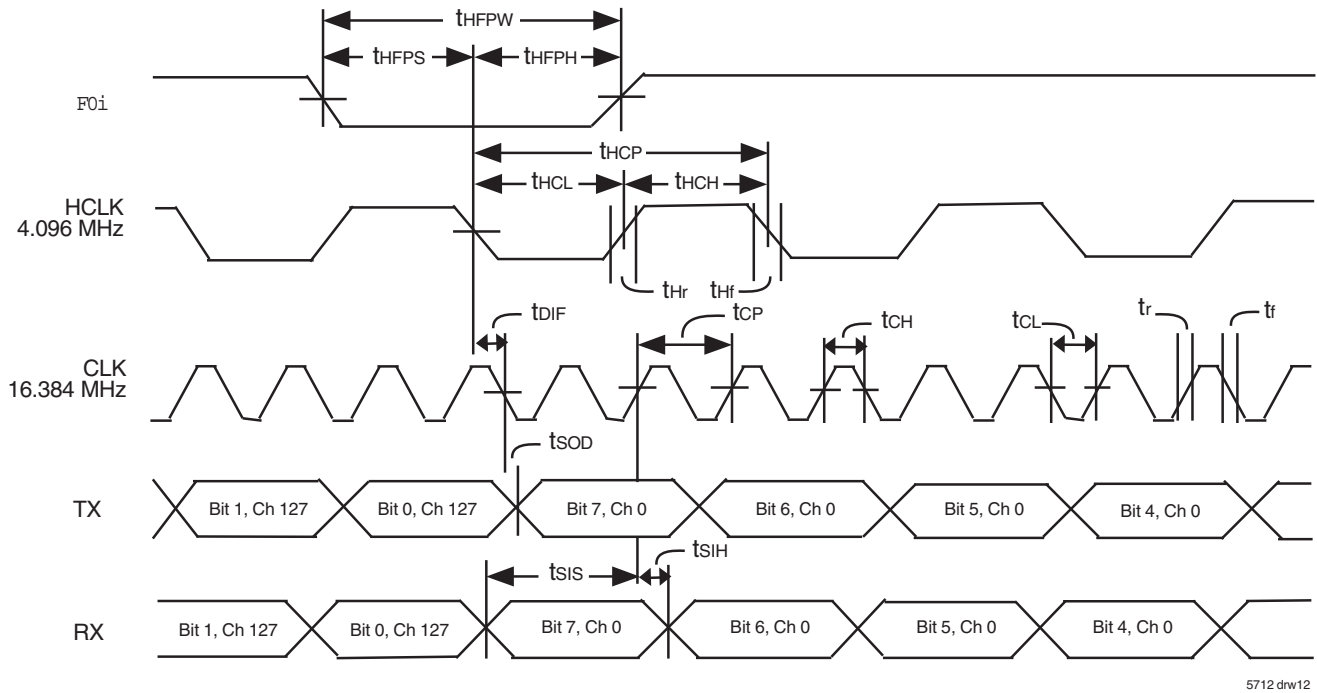 tHFPW
tHFPS tHFPH
F0i
tHCP
tHCL tHCH
HCLK
4.096 MHz
tHr tHf
tDIF tCP tCH tCL tr tf
CLK
16.384 MHz
tSOD
TX Bit 1, Ch 127 Bit 0, Ch 127 Bit 7, Ch 0 Bit 6, Ch 0 Bit 5, Ch 0 Bit 4, Ch 0
tSIS tSIH
RX Bit 1, Ch 127 Bit 0, Ch 127 Bit 7, Ch 0 Bit 6, Ch 0 Bit 5, Ch 0 Bit 4, Ch 0
5712 drw12